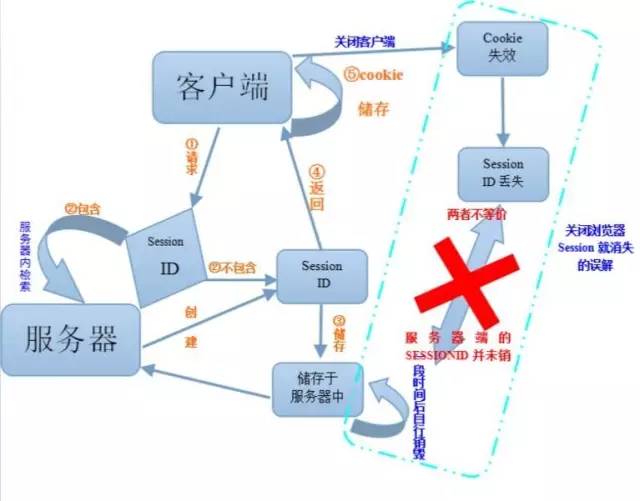 关闭客户端
Cookie
失效
客户端
⑤cookie
储存
①请求
④返回
Session
ID 丢失
两者不等价
关闭浏览器
Session 就消失
的误解
②包含
服务器内检索
Session
ID
②不包含
Session
ID
创建
服务器
③储存
服务器端的
SESSIONID 并未销
储存于
服务器中
一段时间后自行销毁